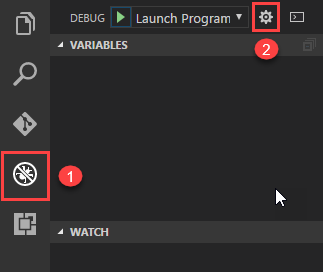 DEBUG Launch Program
2
VARIABLES
1
WATCH